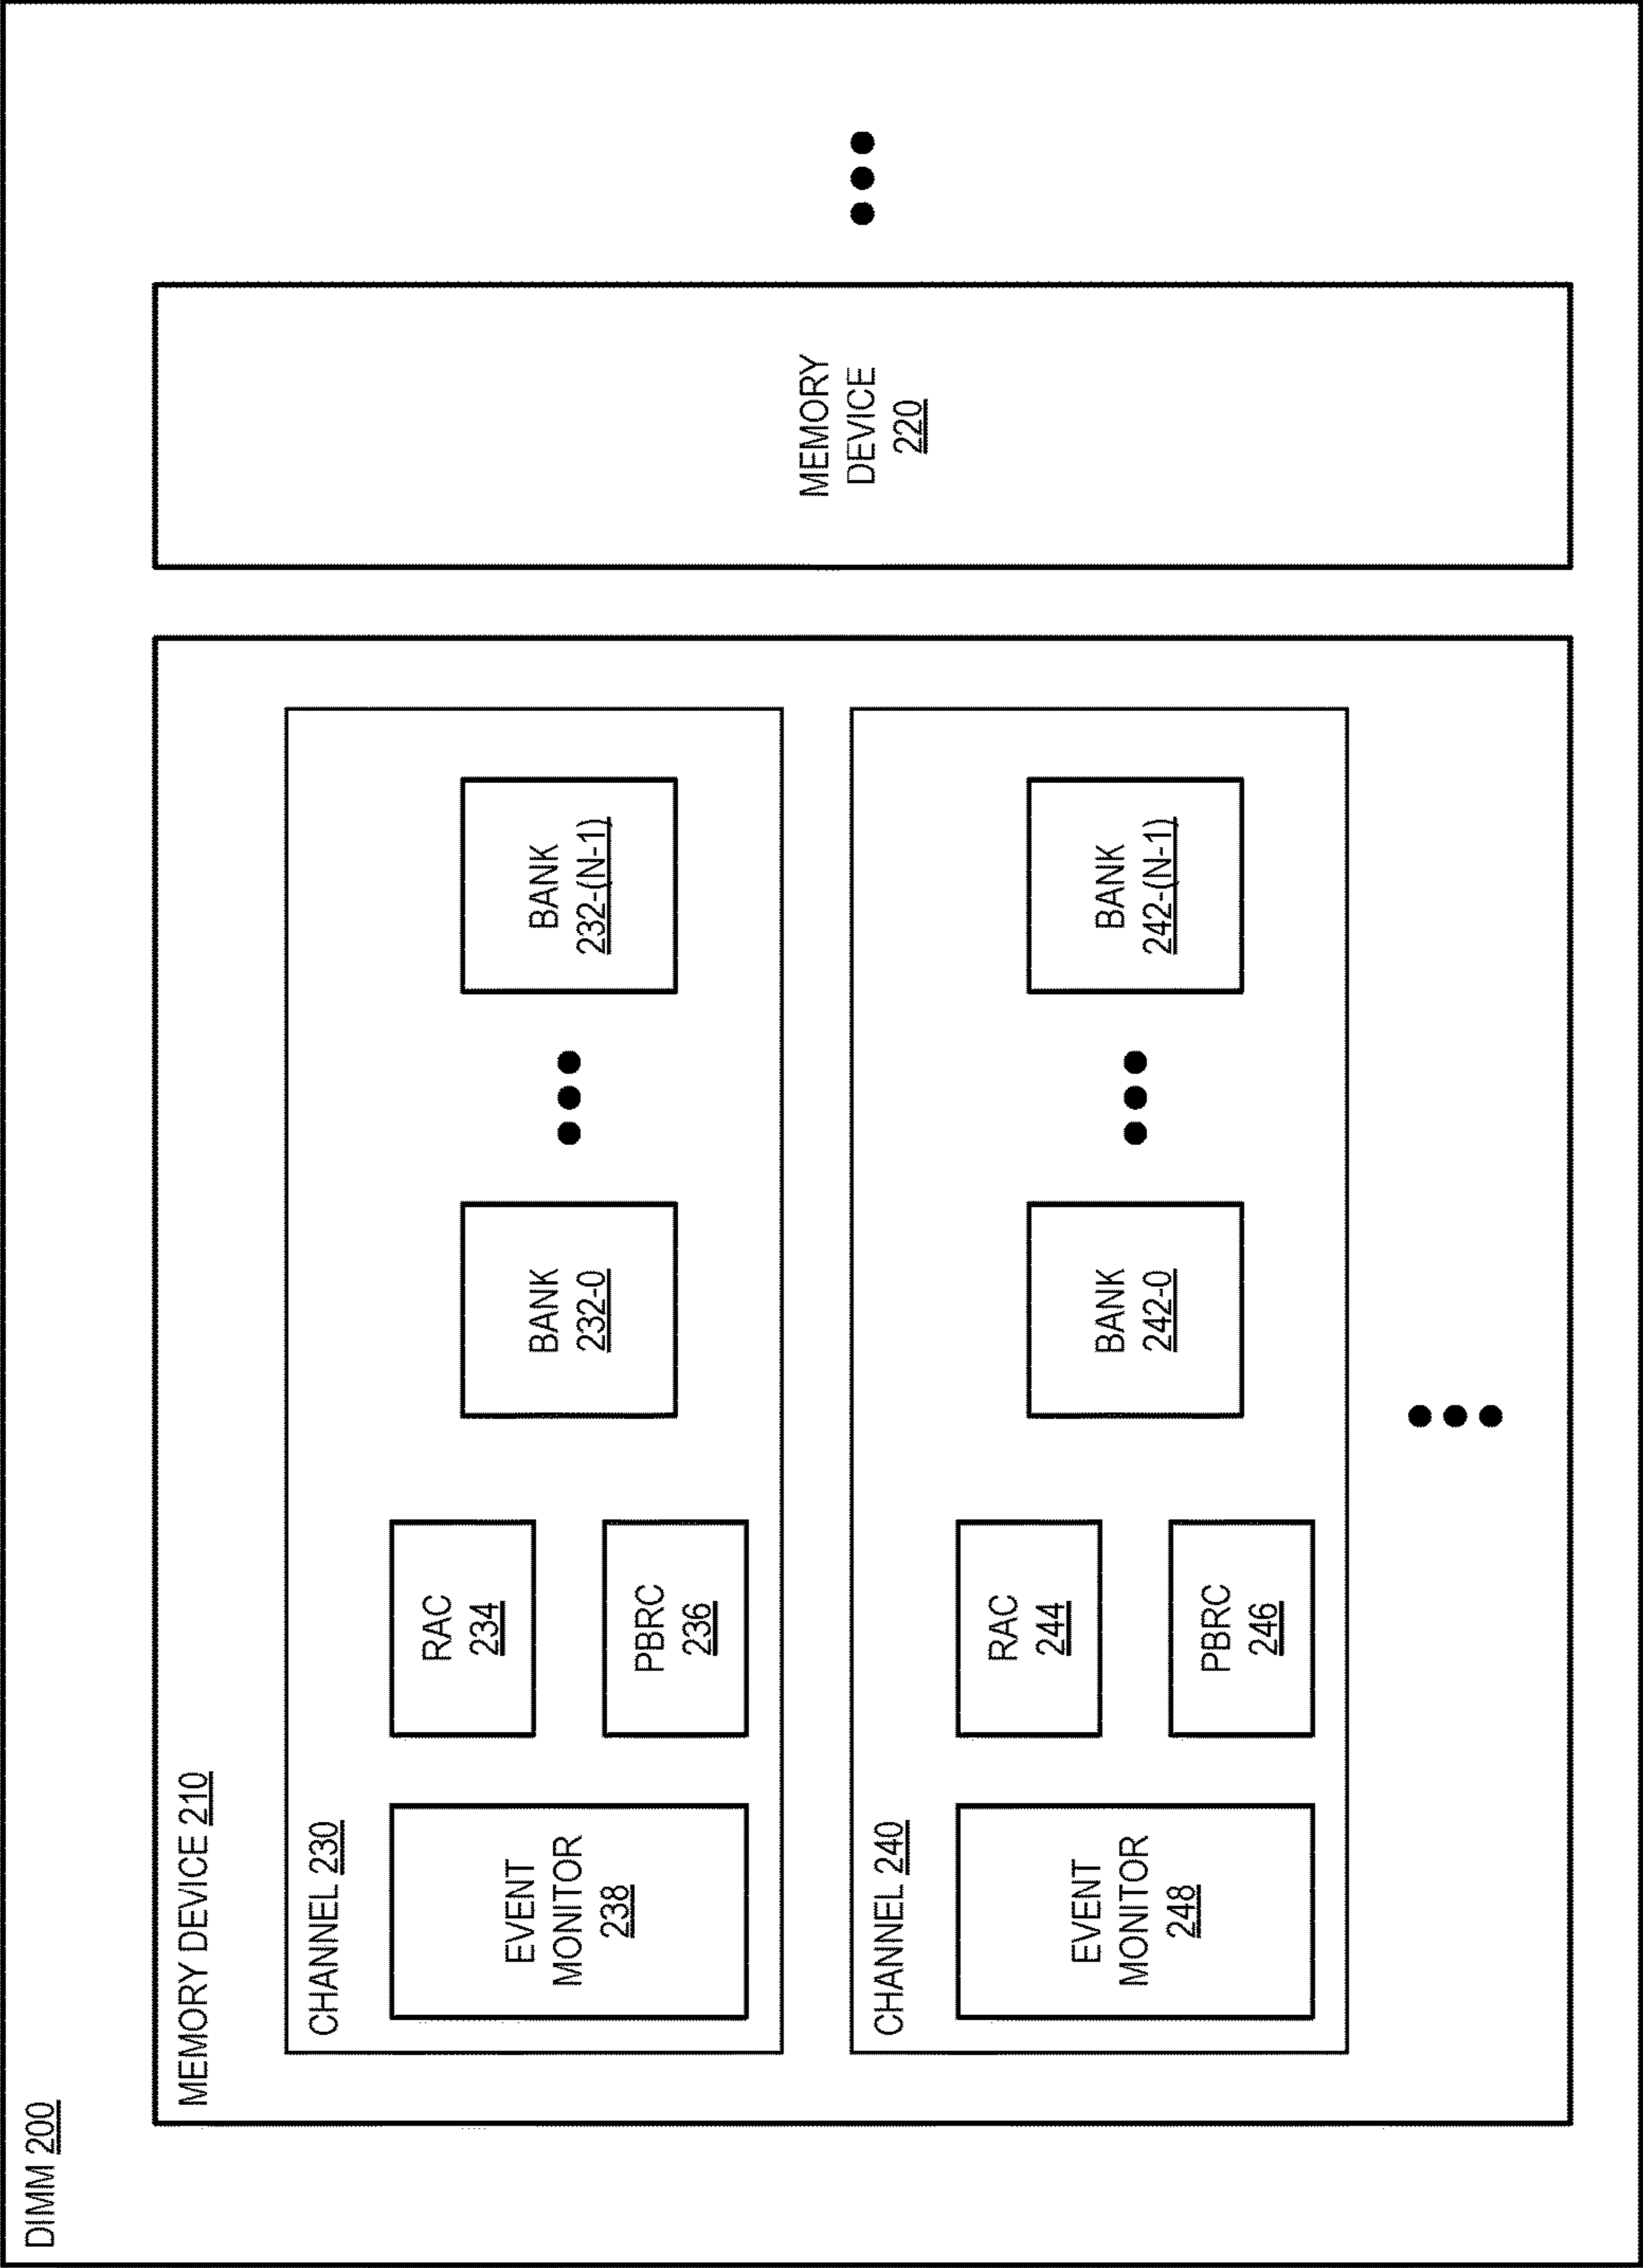 DIMM 200
MEMORY DEVICE 210
CHANNEL 230
EVENT
MONITOR
238
RAC
234
PBRC
236
BANK
232-0
BANK
232-(N-1)
CHANNEL 240
EVENT
MONITOR
248
RAC
244
PBRC
246
BANK
242-0
BANK
242-(N-1)
MEMORY
DEVICE
220